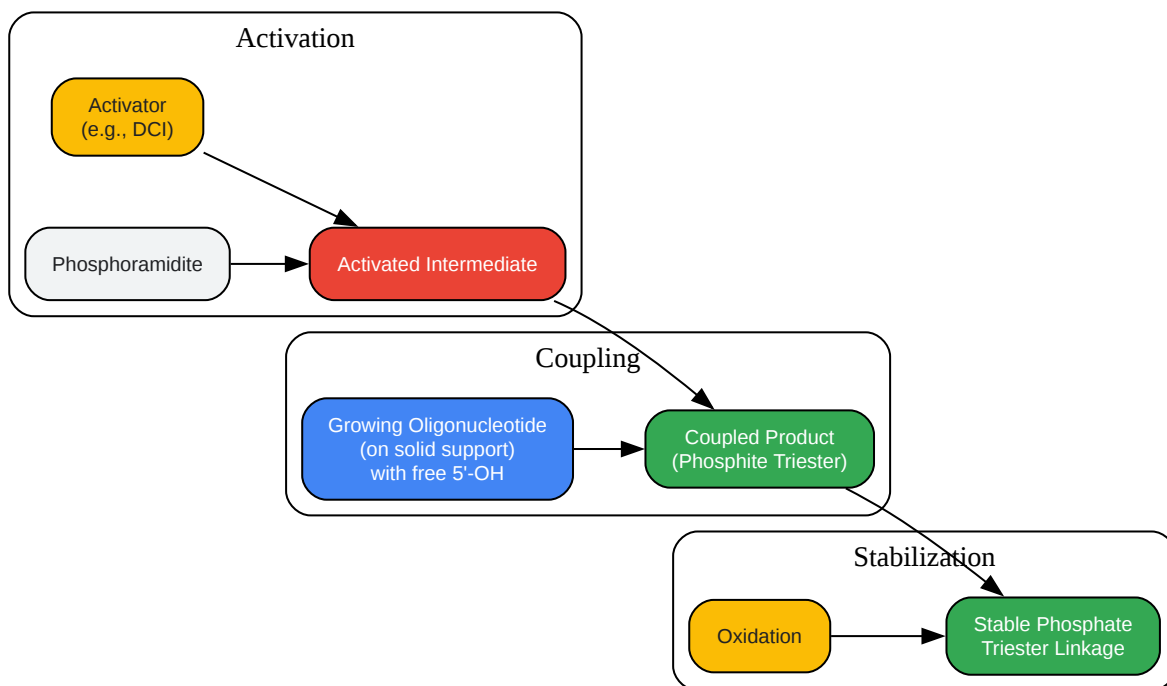 Activation
Activator
(e.g., DCI)
Phosphoramidite
Activated Intermediate
Coupling
Growing Oligonucleotide
(on solid support)
with free 5'-OH
Coupled Product
(Phosphite Triester)
Stabilization
Oxidation
Stable Phosphate
Triester Linkage